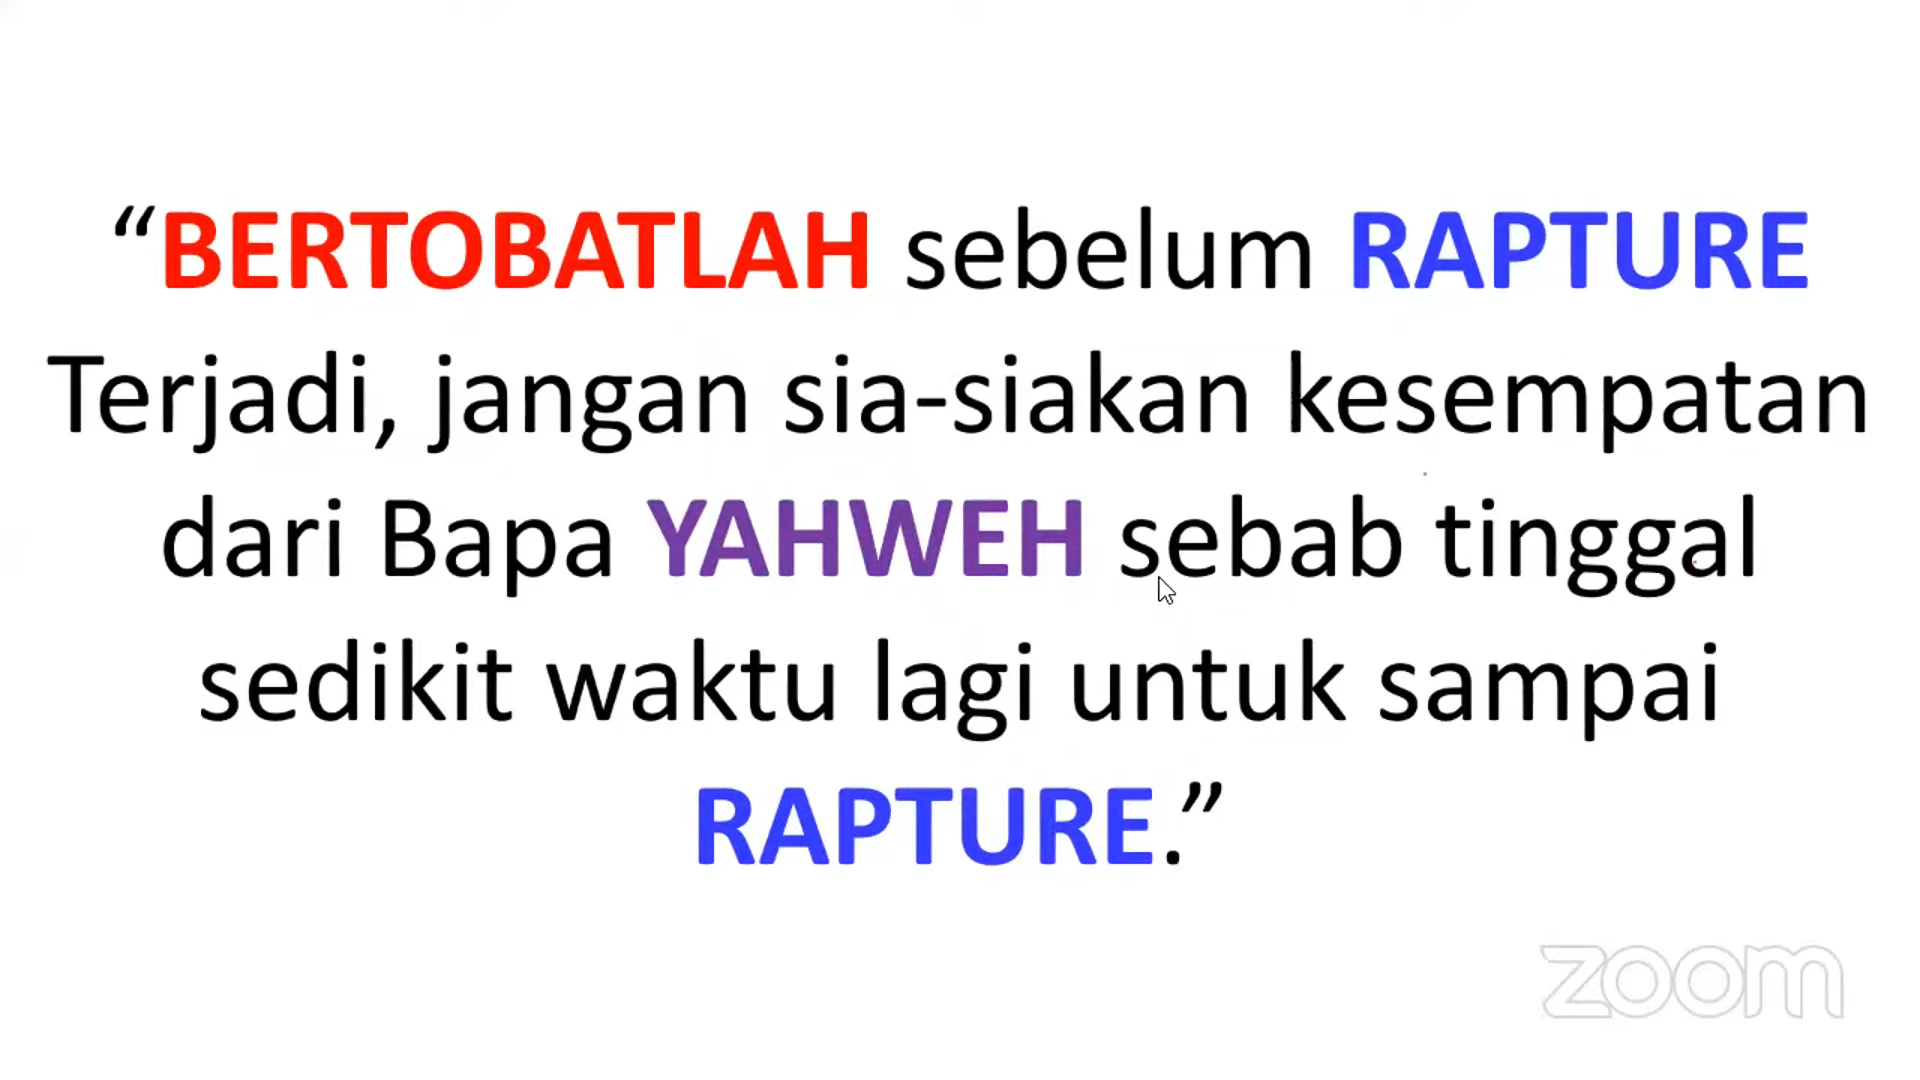 “BERTOBATLAH sebelum RAPTURE
Terjadi, jangan sia-siakan kesempatan
dari Bapa YAHWEH sebab tinggal
sedikit waktu lagi untuk sampai
RAPTURE.”
zoom